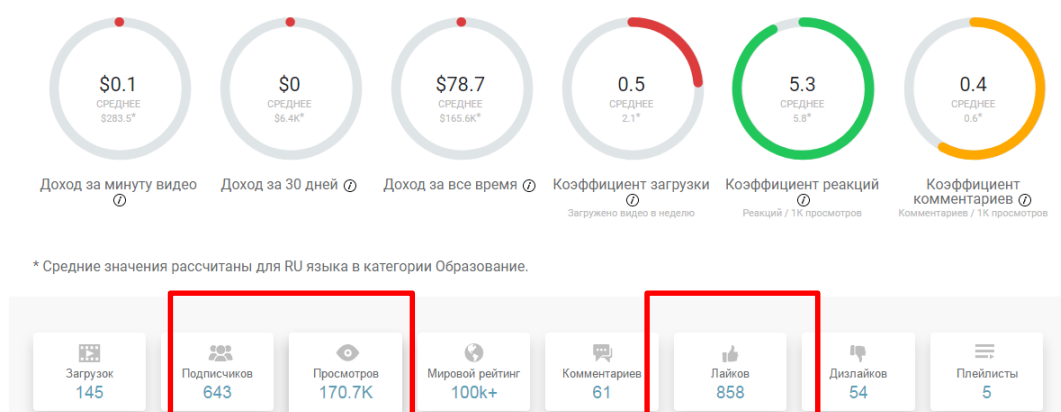 $0.1
СРЕДНЕЕ
$283.5*
$0
СРЕДНЕЕ
$6.4K*
$78.7
СРЕДНЕЕ
$165.6K*
0.5
СРЕДНЕЕ
2.1*
5.3
СРЕДНЕЕ
5.8*
0.4
СРЕДНЕЕ
0.6*
Доход за минуту видео
Доход за 30 дней
Доход за все время
Коэффициент загрузки
Загружено видео в неделю
Коэффициент реакций
Реакций / 1K просмотров
Коэффициент
комментариев
Комментариев / 1K просмотров
* Средние значения рассчитаны для RU языка в категории Образование.
Загрузок
145
Подписчиков
643
Просмотров
170.7K
Мировой рейтинг
100k+
Комментариев
61
Лайков
858
Дизлайков
54
Плейлисты
5